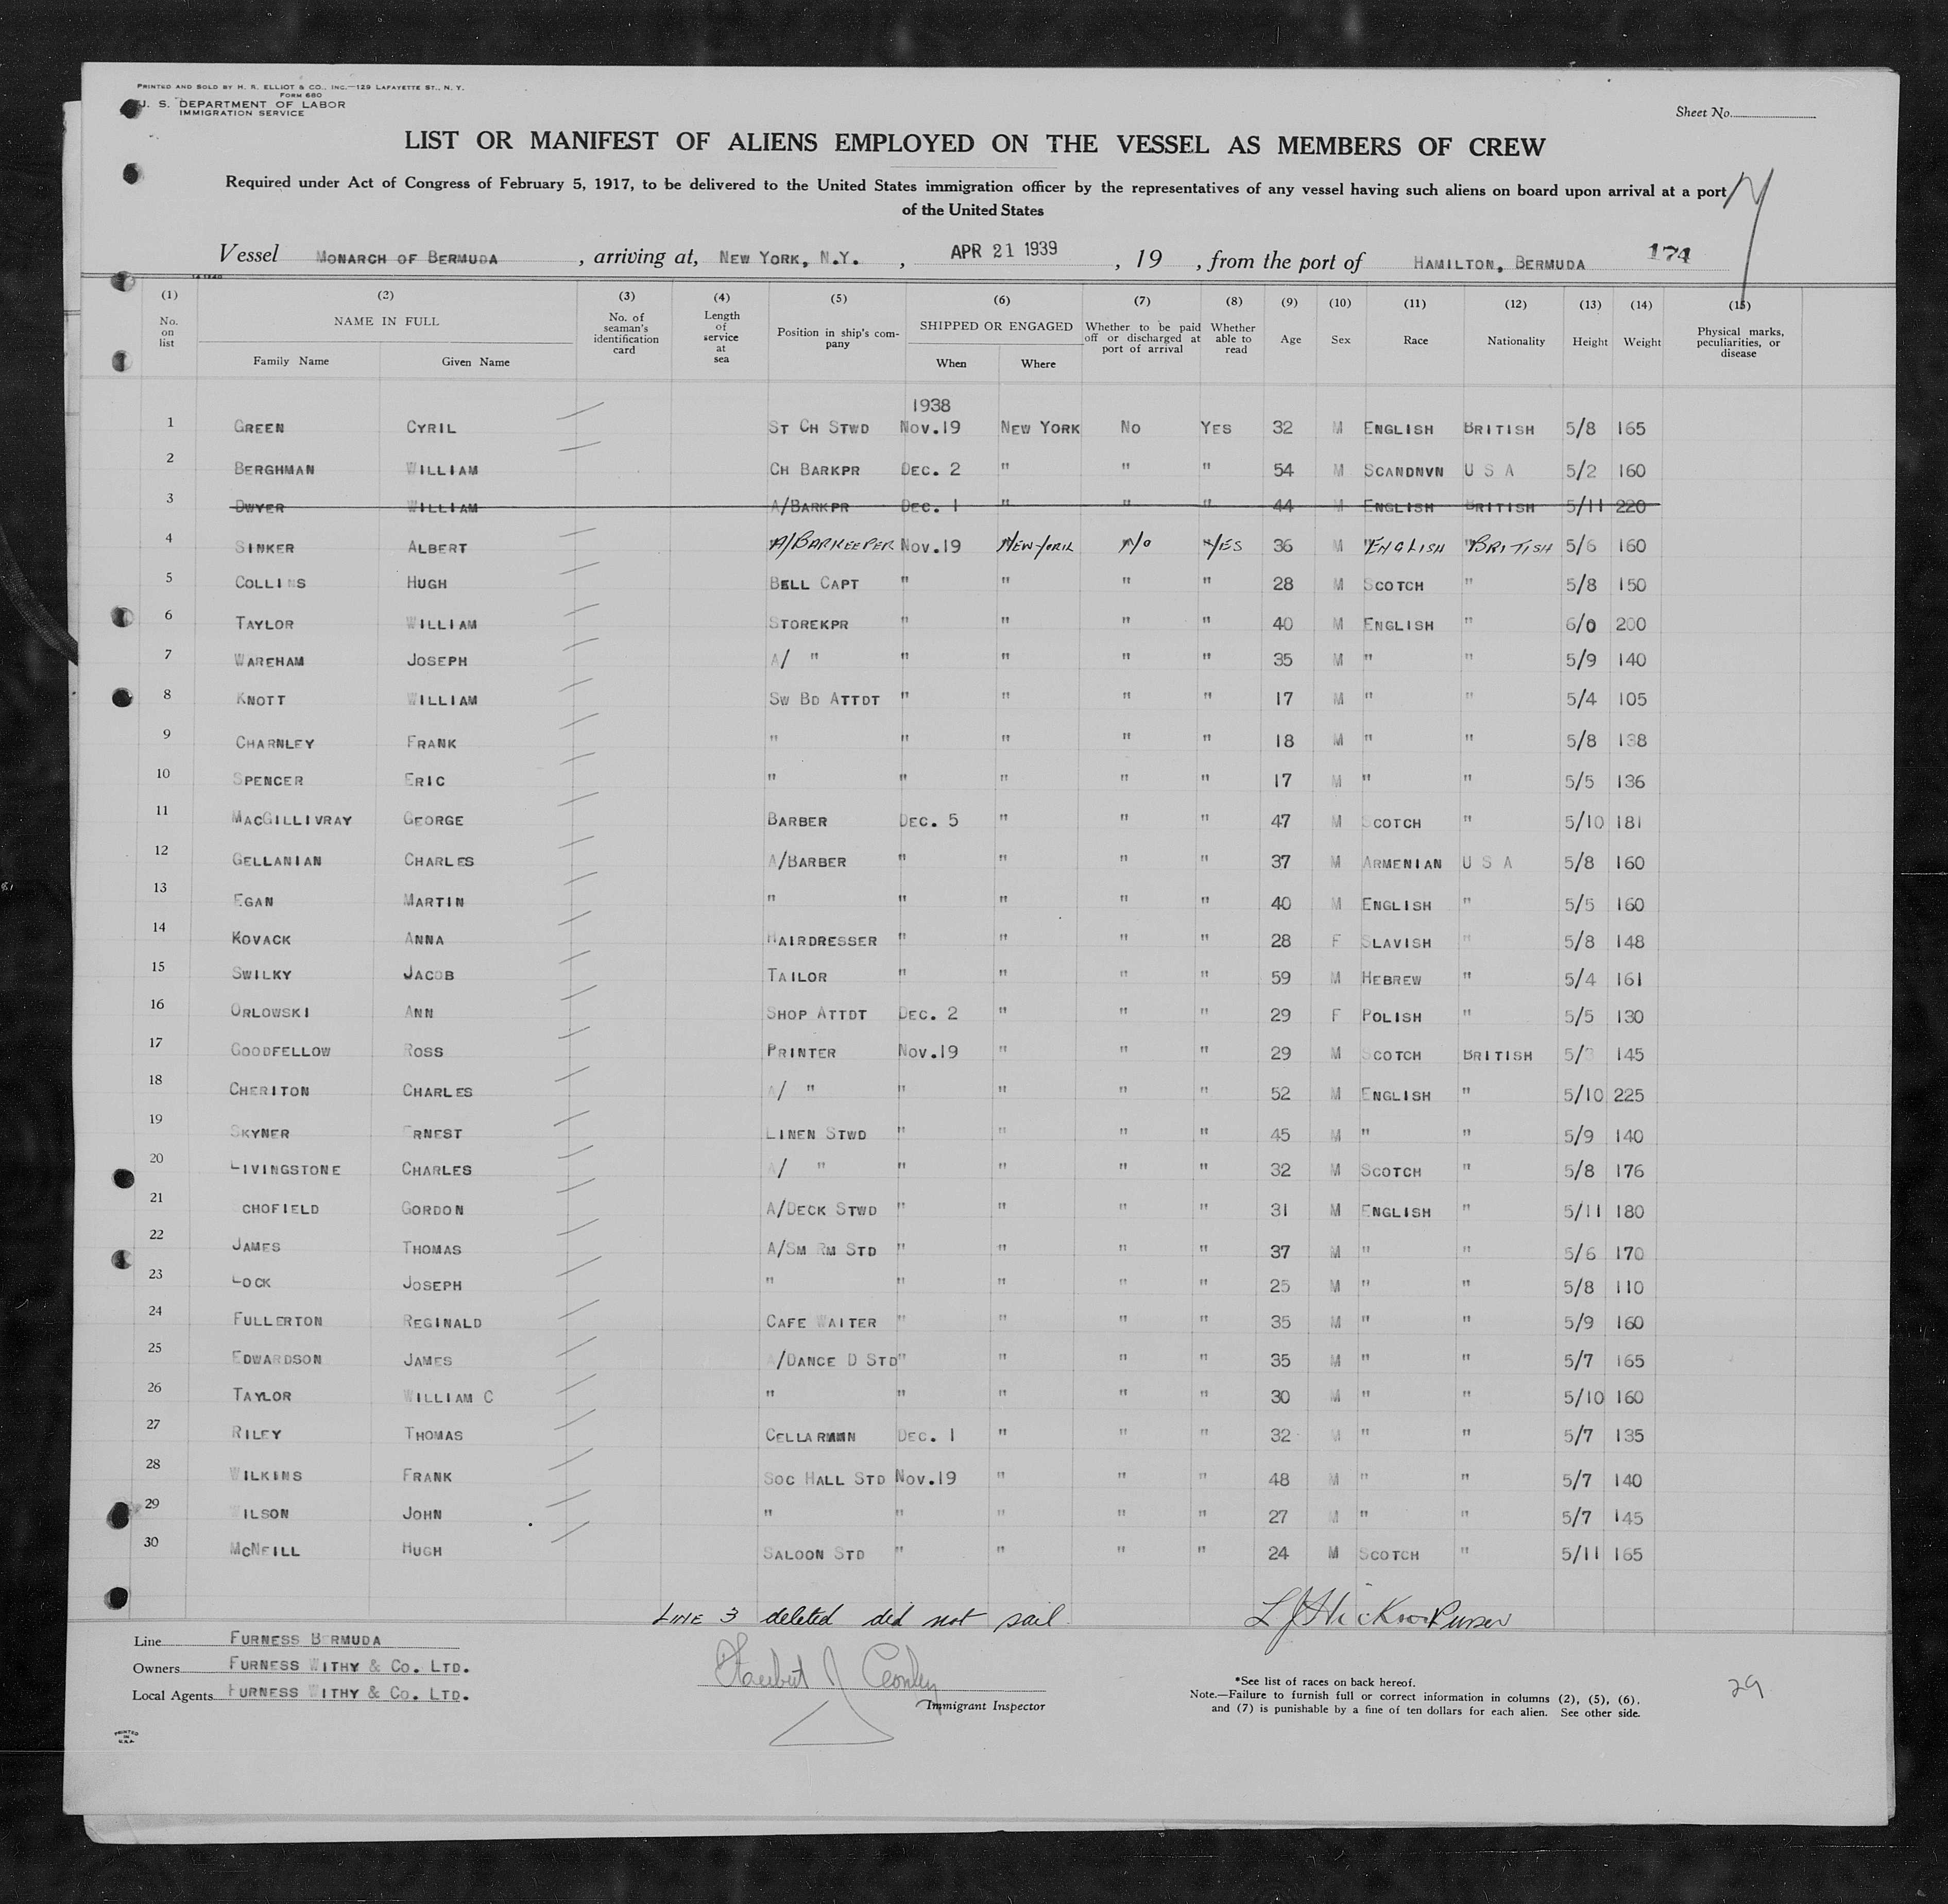 PRINTED AND SOLD BY H. R. ELLIOT & CO., INC.—129 LAFAYETTE ST., N. Y.
FORM 680
U. S. DEPARTMENT OF LABOR
IMMIGRATION SERVICE
Sheet No.
LIST OR MANIFEST OF ALIENS EMPLOYED ON THE VESSEL AS MEMBERS OF CREW
Required under Act of Congress of February 5, 1917, to be delivered to the United States immigration officer by the representatives of any vessel having such aliens on board upon arrival at a port
of the United States
Vessel MONARCH OF BERMUDA, arriving at, NEW YORK, N.Y., APR 21 1939, 19 , from the port of HAMILTON, BERMUDA 174
(1) (2) (3) (4) (5) (6) (7) (8) (9) (10) (11) (12) (13) (14) (15)
No. on list NAME IN FULL Family Name Given Name No. of seaman's identification card Length of service at sea Position in ship's company SHIPPED OR ENGAGED When Where Whether to be paid off or discharged at port of arrival Whether able to read Age Sex Race Nationality Height Weight Physical marks, peculiarities, or disease
1938
1 GREEN CYRIL ST CH STWD NOV.19 NEW YORK NO YES 32 M ENGLISH BRITISH 5/8 165
2 BERGHMAN WILLIAM CH BARKPR DEC. 2 " " " 54 M SCANDNVN U S A 5/2 160
3 DWYER WILLIAM A/BARKPR DEC. 1 " " " 44 M ENGLISH BRITISH 5/11 220
4 SINKER ALBERT A/BARKEEPER NOV.19 NEW YORK NO YES 36 M ENGLISH BRITISH 5/6 160
5 COLLINS HUGH BELL CAPT " " " " 28 M SCOTCH " 5/8 150
6 TAYLOR WILLIAM STOREKPR " " " " 40 M ENGLISH " 6/0 200
7 WAREHAM JOSEPH A/ " " " " " 35 M " " 5/9 140
8 KNOTT WILLIAM SW BD ATTDT " " " " 17 M " " 5/4 105
9 CHARNLEY FRANK " " " " " 18 M " " 5/8 138
10 SPENCER ERIC " " " " " 17 M " " 5/5 136
11 MACGILLIVRAY GEORGE BARBER DEC. 5 " " " 47 M SCOTCH " 5/10 181
12 GELLANIAN CHARLES A/BARBER " " " " 37 M ARMENIAN U S A 5/8 160
13 EGAN MARTIN " " " " " 40 M ENGLISH " 5/5 160
14 KOVACK ANNA HAIRDRESSER " " " " 28 F SLAVISH " 5/8 148
15 SWILKY JACOB TAILOR " " " " 59 M HEBREW " 5/4 161
16 ORLOWSKI ANN SHOP ATTDT DEC. 2 " " " 29 F POLISH " 5/5 130
17 GOODFELLOW ROSS PRINTER NOV.19 " " " 29 M SCOTCH BRITISH 5/ 145
18 CHERITON CHARLES A/ " " " " " 52 M ENGLISH " 5/10 225
19 SKYNER ERNEST LINEN STWD " " " " 45 M " " 5/9 140
20 LIVINGSTONE CHARLES A/ " " " " " 32 M SCOTCH " 5/8 176
21 SCHOFIELD GORDON A/DECK STWD " " " " 31 M ENGLISH " 5/11 180
22 JAMES THOMAS A/SM RM STD " " " " 37 M " " 5/6 170
23 LOCK JOSEPH " " " " " 25 M " " 5/8 110
24 FULLERTON REGINALD CAFE WAITER " " " " 35 M " " 5/9 160
25 EDWARDSON JAMES A/DANCE D STD " " " " 35 M " " 5/7 165
26 TAYLOR WILLIAM C " " " " " 30 M " " 5/10 160
27 RILEY THOMAS CELLARMAN DEC. 1 " " " 32 M " " 5/7 135
28 WILKINS FRANK SOC HALL STD NOV.19 " " " 48 M " " 5/7 140
29 WILSON JOHN " " " " " 27 M " " 5/7 145
30 MCNEILL HUGH SALOON STD " " " " 24 M SCOTCH " 5/11 165
LINE 3 deleted did not sail Purser
Line FURNESS BERMUDA
Owners FURNESS WITHY & CO. LTD.
Local Agents FURNESS WITHY & CO. LTD.
Immigrant Inspector
*See list of races on back hereof.
Note.—Failure to furnish full or correct information in columns (2), (5), (6),
and (7) is punishable by a fine of ten dollars for each alien. See other side.
29
PRINTED
IN
U.S.A.